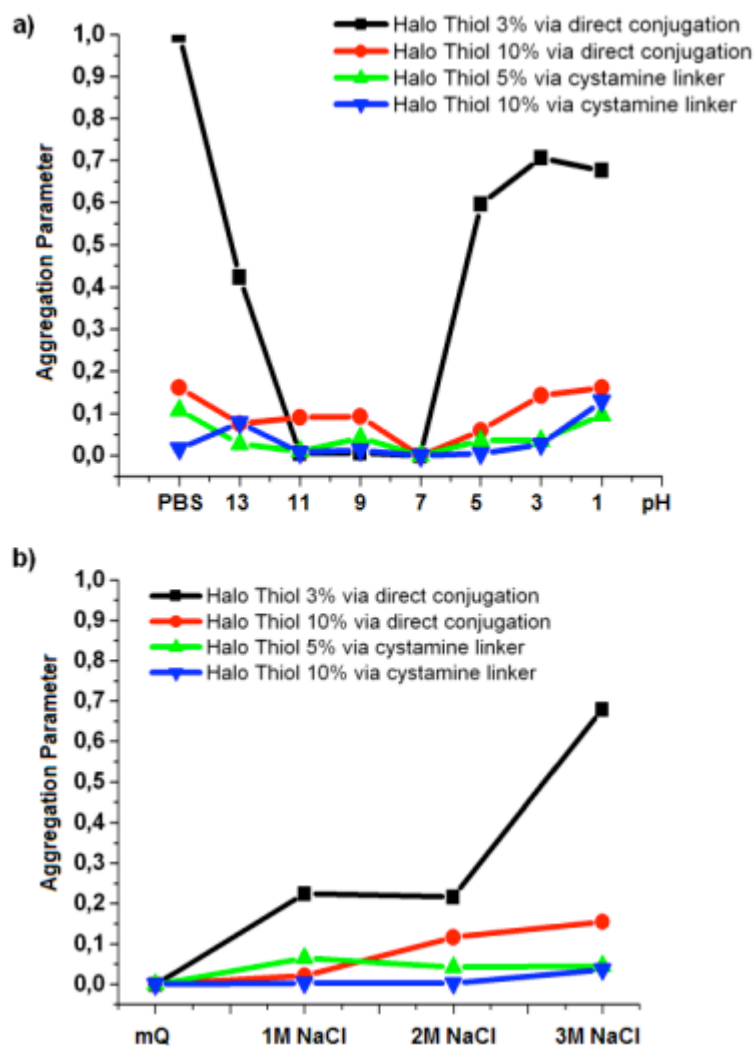 a)
Halo Thiol 3% via direct conjugation
Halo Thiol 10% via direct conjugation
Halo Thiol 5% via cystamine linker
Halo Thiol 10% via cystamine linker
Aggregation Parameter
1,0
0,9
0,8
0,7
0,6
0,5
0,4
0,3
0,2
0,1
0,0
PBS 13 11 9 7 5 3 1 pH
b)
Halo Thiol 3% via direct conjugation
Halo Thiol 10% via direct conjugation
Halo Thiol 5% via cystamine linker
Halo Thiol 10% via cystamine linker
Aggregation Parameter
1,0
0,9
0,8
0,7
0,6
0,5
0,4
0,3
0,2
0,1
0,0
mQ 1M NaCl 2M NaCl 3M NaCl